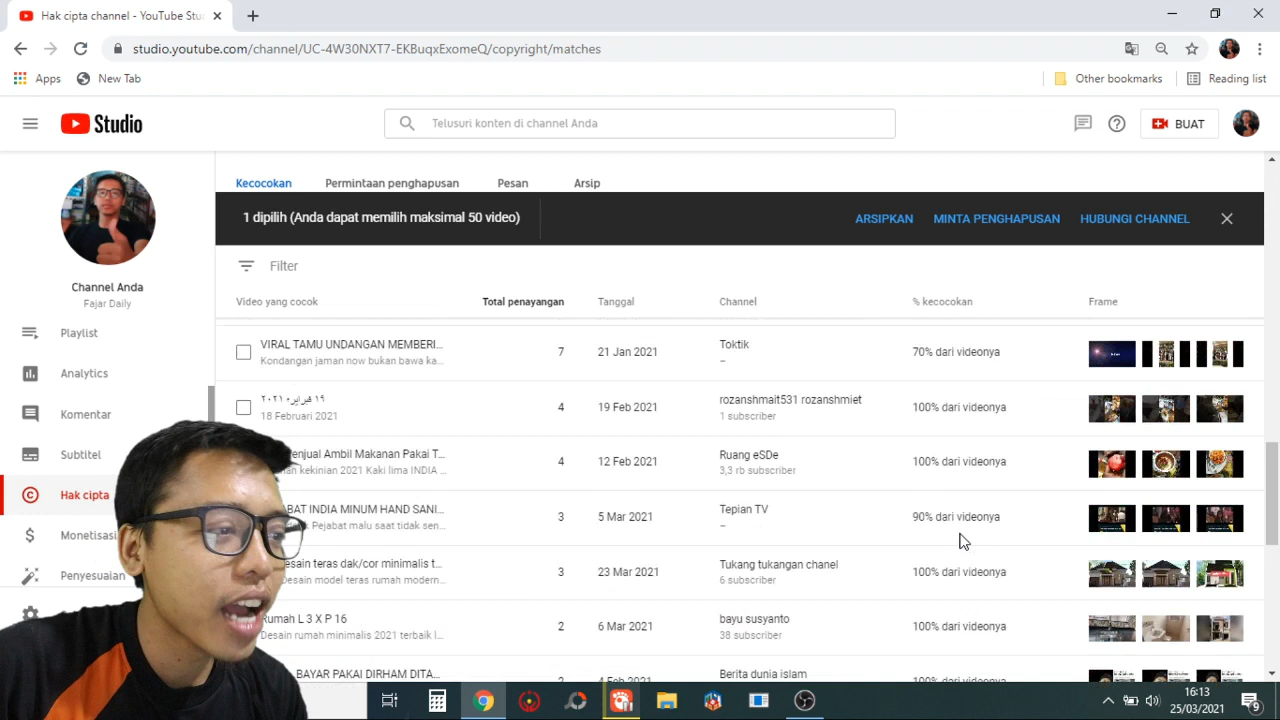 Hak cipta channel - YouTube Stu
studio.youtube.com/channel/UC-4W30NXT7-EKBuqxExomeQ/copyright/matches
Apps New Tab Other bookmarks Reading list
Studio Telusuri konten di channel Anda BUAT
Channel Anda
Fajar Daily
Playlist
Analytics
Komentar
Subtitel
Hak cipta
Monetisasi
Penyesuaian
Kecocokan Permintaan penghapusan Pesan Arsip
1 dipilih (Anda dapat memilih maksimal 50 video) ARSIPKAN MINTA PENGHAPUSAN HUBUNGI CHANNEL
Filter
Video yang cocok Total penayangan Tanggal Channel % kecocokan Frame
VIRAL TAMU UNDANGAN MEMBERI... 7 21 Jan 2021 Toktik 70% dari videonya
Kondangan jaman now bukan bawa ka... –
١٩ فبراير ٢٠٢١ 4 19 Feb 2021 rozanshmait531 rozanshmiet 100% dari videonya
18 Februari 2021 1 subscriber
enjual Ambil Makanan Pakai T... 4 12 Feb 2021 Ruang eSDe 100% dari videonya
kekinian 2021 Kaki lima INDIA ... 3,3 rb subscriber
ABAT INDIA MINUM HAND SANI... 3 5 Mar 2021 Tepian TV 90% dari videonya
Pejabat malu saat tidak sen... –
esain teras dak/cor minimalis t... 3 23 Mar 2021 Tukang tukangan chanel 100% dari videonya
Desain model teras rumah modern... 6 subscriber
Rumah L 3 X P 16 2 6 Mar 2021 bayu susyanto 100% dari videonya
Desain rumah minimalis 2021 terbaik l... 38 subscriber
BAYAR PAKAI DIRHAM DITA... 2 4 Feb 2021 Berita dunia islam 100% dari videonya
16:13
25/03/2021
9